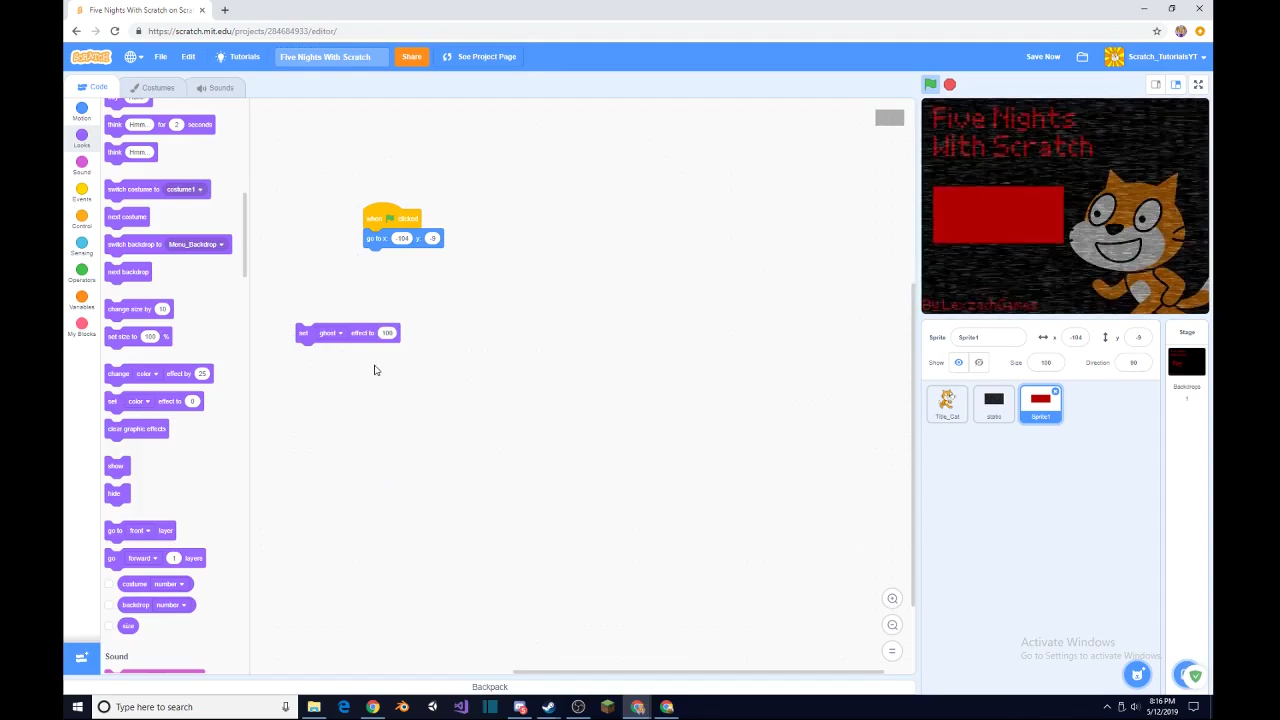 Five Nights With Scratch on Scra
https://scratch.mit.edu/projects/284684933/editor/
SCRATCH
File
Edit
Tutorials
Five Nights With Scratch
Share
See Project Page
Save Now
Scratch_TutorialsYT
Code
Costumes
Sounds
Motion
Looks
Sound
Events
Control
Sensing
Operators
Variables
My Blocks
think Hmm... for 2 seconds
think Hmm...
switch costume to costume1
next costume
switch backdrop to Menu_Backdrop
next backdrop
change size by 10
set size to 100 %
change color effect by 25
set color effect to 0
clear graphic effects
show
hide
go to front layer
go forward 1 layers
costume number
backdrop number
size
Sound
when clicked
go to x: -104 y: -9
set ghost effect to 100
Five Nights
With Scratch
By LexzachGames
Sprite Sprite1 x -104 y -9
Show Size 100 Direction 90
Title_Cat
static
Sprite1
Stage
Backdrops
1
Activate Windows
Go to Settings to activate Windows.
Backpack
Type here to search
8:16 PM
5/12/2019